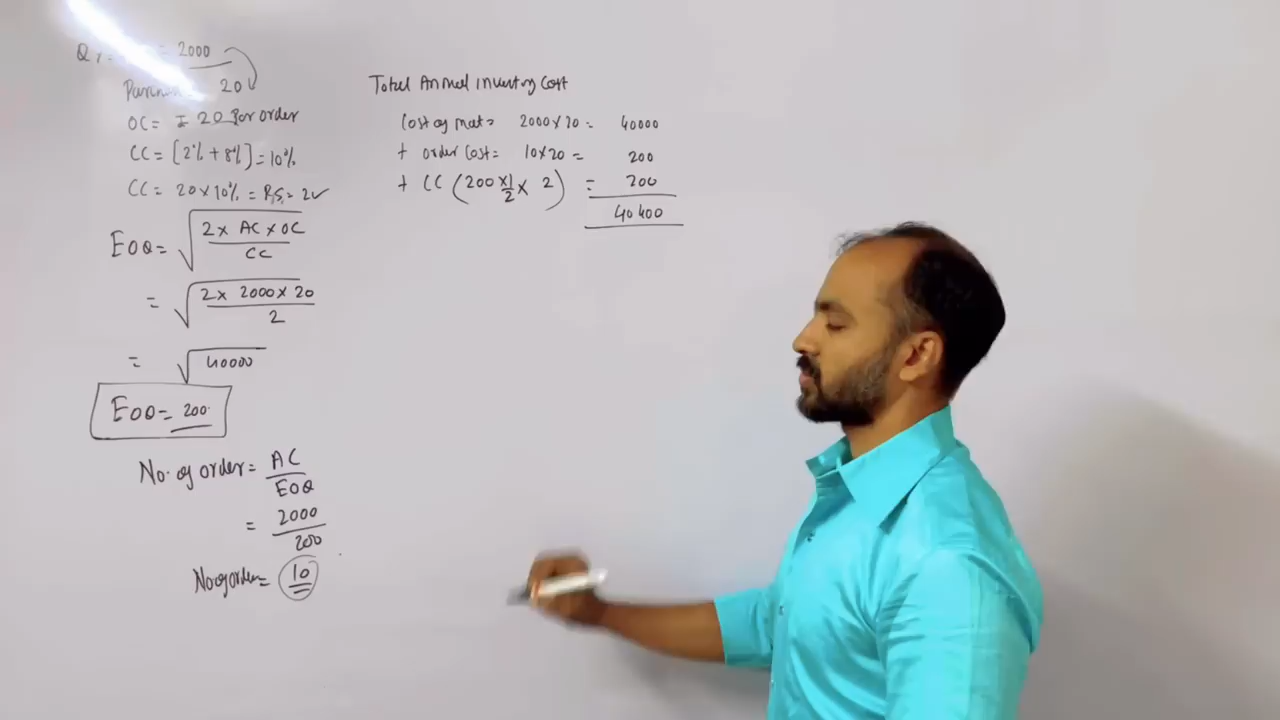 Q1 = 2000
20
OC = 20 Per order
CC = [2% + 8%] = 10%
CC = 20 x 10% = Rs. = 2
EOQ = √ 2 x AC x OC / CC
= √ 2 x 2000 x 20 / 2
= √ 40000
EOQ = 200
No. of order = AC / EOQ
= 2000 / 200
No of order = 10
Total Annual Inventory Cost
Cost of mat = 2000 x 20 = 40000
+ order Cost = 10 x 20 = 200
+ CC (200 x 1/2 x 2) = 200
40400